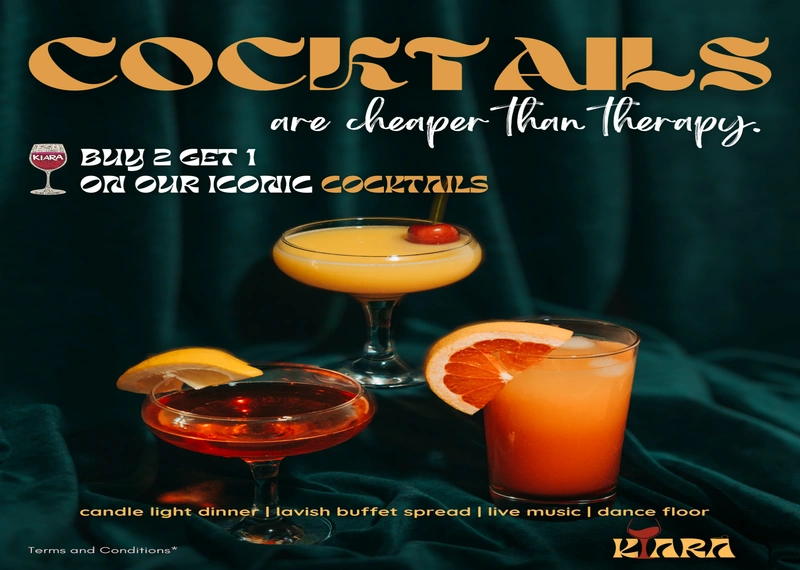 COCKTAILS
are cheaper than therapy.
KIARA
BUY 2 GET 1
ON OUR ICONIC COCKTAILS
candle light dinner | lavish buffet spread | live music | dance floor
Terms and Conditions*
KIARA